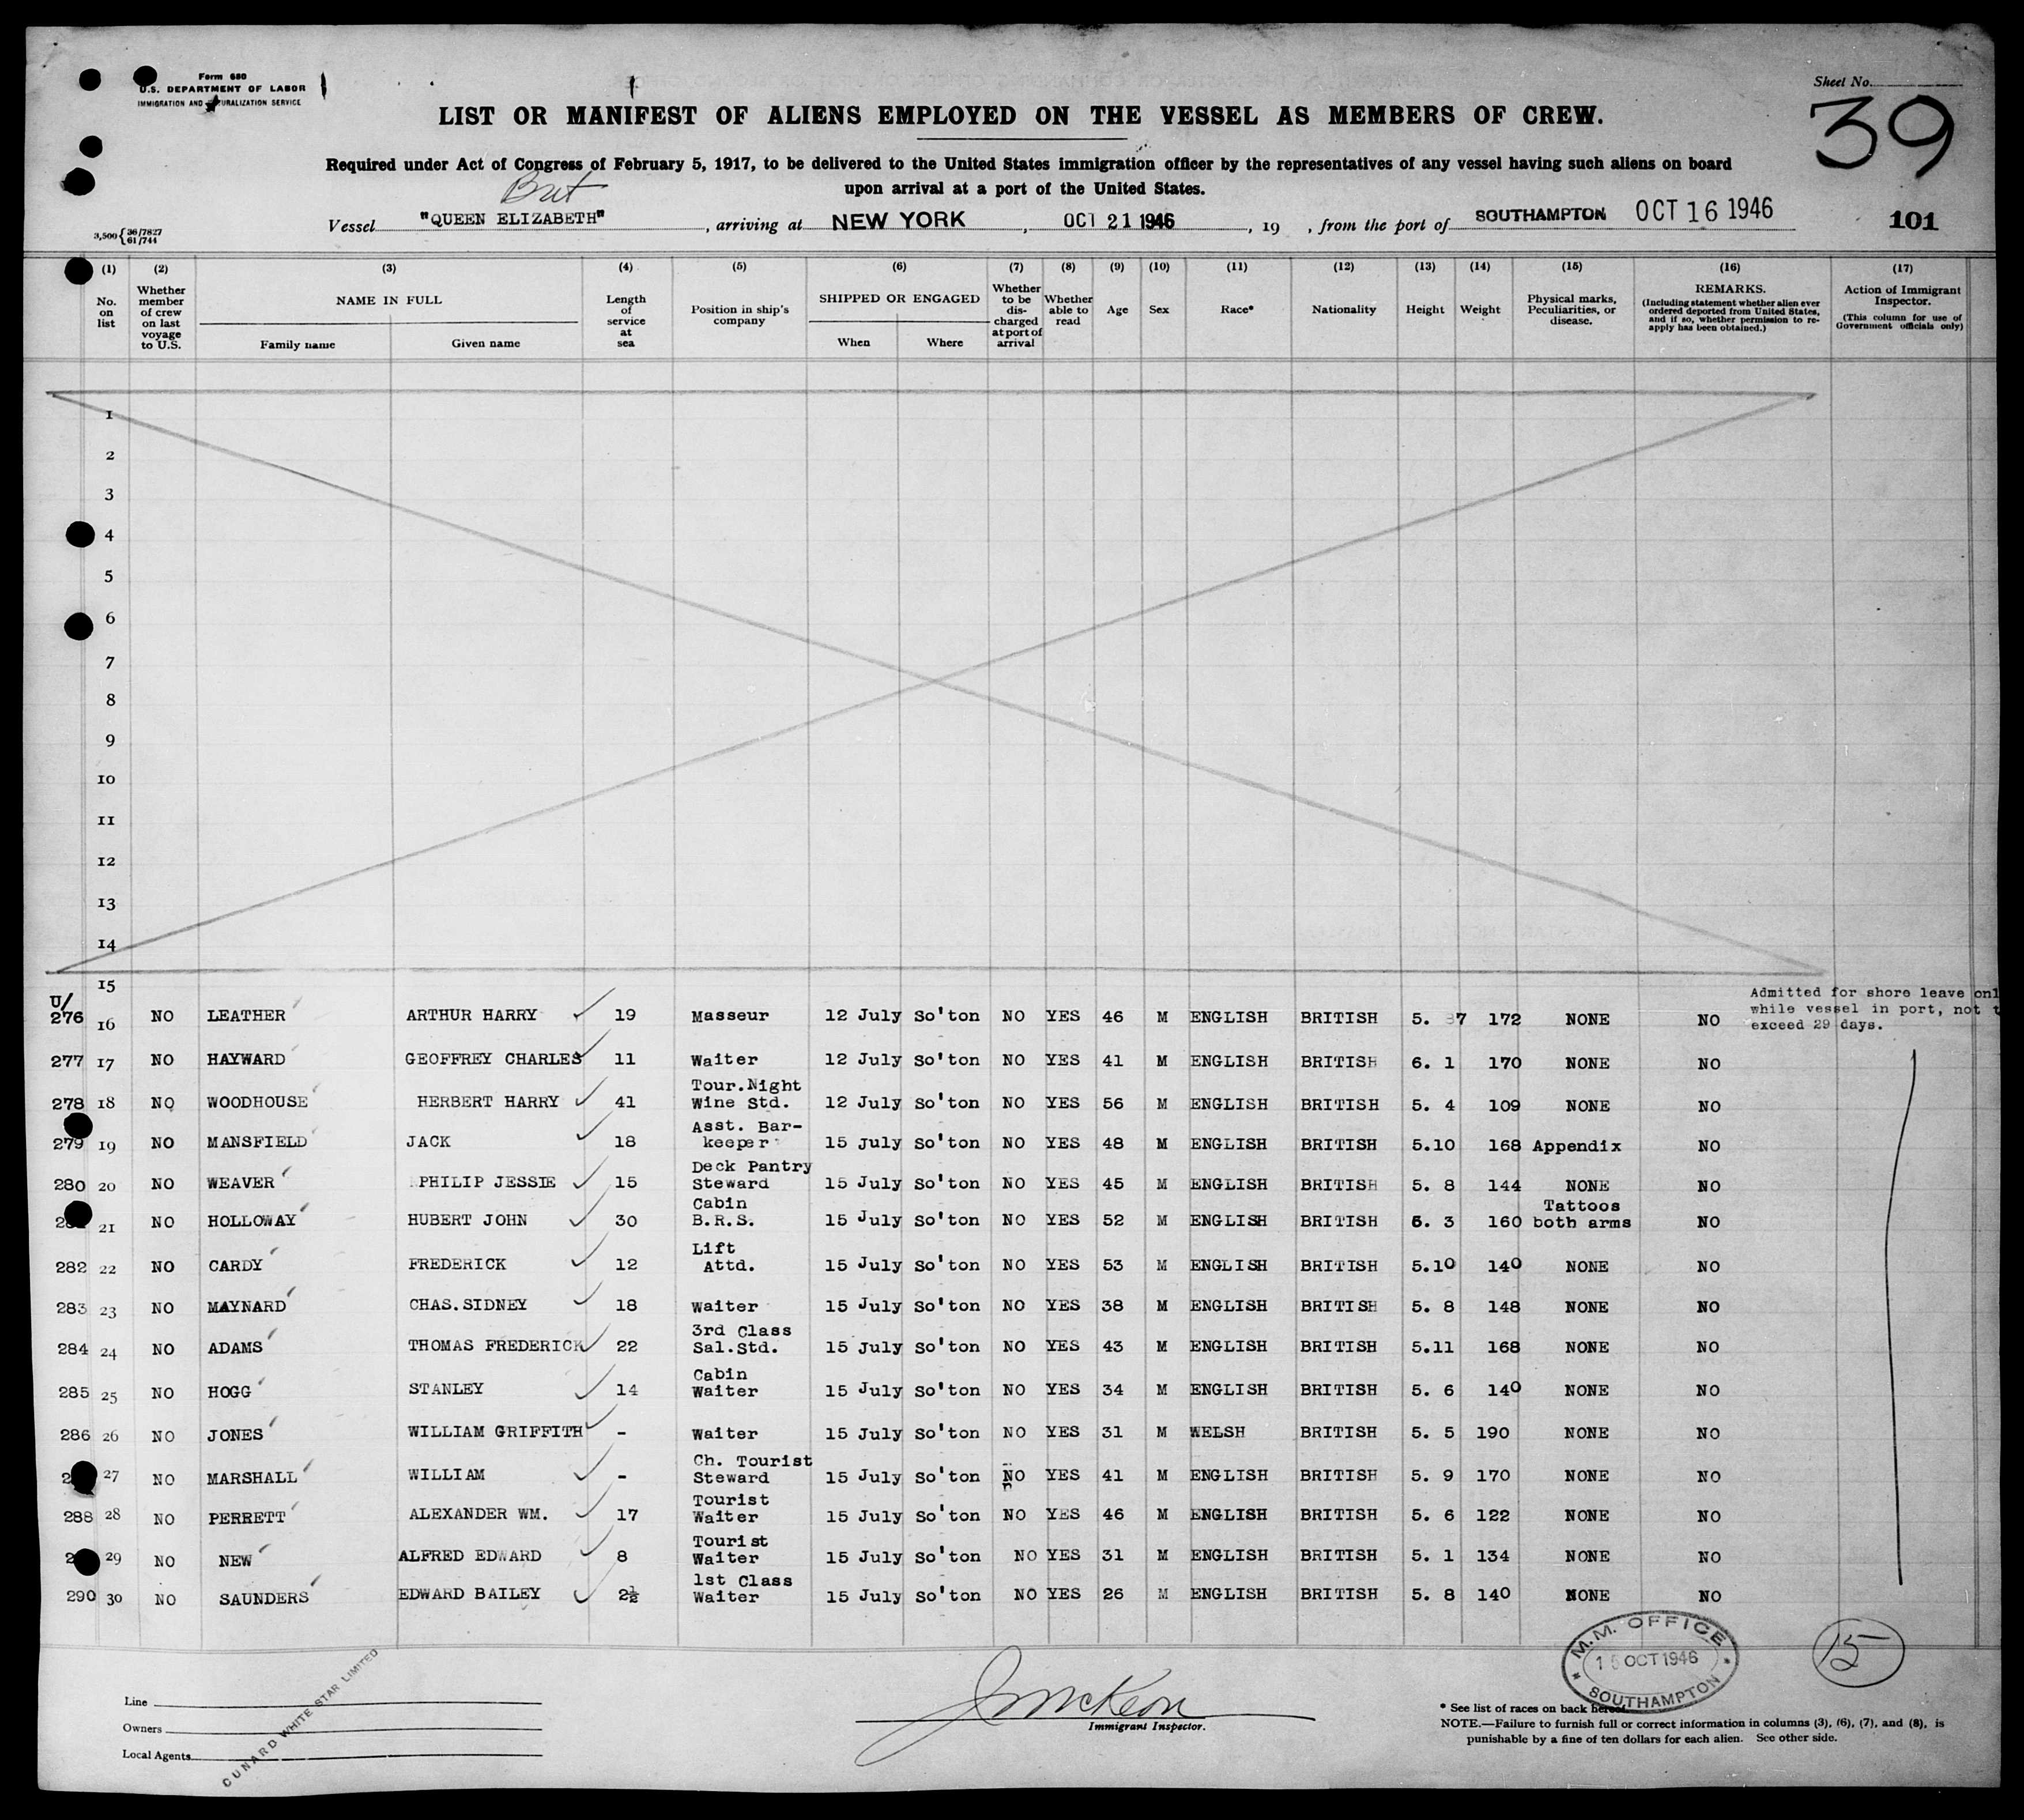 Form 680
U.S. DEPARTMENT OF LABOR
IMMIGRATION AND NATURALIZATION SERVICE
Sheet No.
39
LIST OR MANIFEST OF ALIENS EMPLOYED ON THE VESSEL AS MEMBERS OF CREW.
Required under Act of Congress of February 5, 1917, to be delivered to the United States immigration officer by the representatives of any vessel having such aliens on board
upon arrival at a port of the United States.
Brit
Vessel "QUEEN ELIZABETH", arriving at NEW YORK, OCT 21 1946, 19 , from the port of SOUTHAMPTON OCT 16 1946
101
3,500 { 36/7827 61/744
(1) (2) (3) (4) (5) (6) (7) (8) (9) (10) (11) (12) (13) (14) (15) (16) (17)
No. on list
Whether member of crew on last voyage to U.S.
NAME IN FULL
Family name Given name
Length of service at sea
Position in ship's company
SHIPPED OR ENGAGED
When Where
Whether to be discharged at port of arrival
Whether able to read
Age
Sex
Race*
Nationality
Height
Weight
Physical marks, Peculiarities, or disease.
REMARKS.
(Including statement whether alien ever ordered deported from United States, and if so, whether permission to re-apply has been obtained.)
Action of Immigrant Inspector.
(This column for use of Government officials only)
1
2
3
4
5
6
7
8
9
10
11
12
13
14
15
Admitted for shore leave onl
while vessel in port, not t
exceed 29 days.
U/
276 16 NO LEATHER ARTHUR HARRY 19 Masseur 12 July So'ton NO YES 46 M ENGLISH BRITISH 5. 7 172 NONE NO
277 17 NO HAYWARD GEOFFREY CHARLES 11 Waiter 12 July So'ton NO YES 41 M ENGLISH BRITISH 6. 1 170 NONE NO
278 18 NO WOODHOUSE HERBERT HARRY 41 Tour.Night Wine Std. 12 July So'ton NO YES 56 M ENGLISH BRITISH 5. 4 109 NONE NO
279 19 NO MANSFIELD JACK 18 Asst. Bar-keeper 15 July So'ton NO YES 48 M ENGLISH BRITISH 5.10 168 Appendix NO
280 20 NO WEAVER PHILIP JESSIE 15 Deck Pantry Steward 15 July So'ton NO YES 45 M ENGLISH BRITISH 5. 8 144 NONE NO
21 NO HOLLOWAY HUBERT JOHN 30 Cabin B.R.S. 15 July So'ton NO YES 52 M ENGLISH BRITISH 5. 3 160 Tattoos both arms NO
282 22 NO CARDY FREDERICK 12 Lift Attd. 15 July So'ton NO YES 53 M ENGLISH BRITISH 5.10 140 NONE NO
283 23 NO MAYNARD CHAS.SIDNEY 18 Waiter 15 July So'ton NO YES 38 M ENGLISH BRITISH 5. 8 148 NONE NO
284 24 NO ADAMS THOMAS FREDERICK 22 3rd Class Sal.Std. 15 July So'ton NO YES 43 M ENGLISH BRITISH 5.11 168 NONE NO
285 25 NO HOGG STANLEY 14 Cabin Waiter 15 July So'ton NO YES 34 M ENGLISH BRITISH 5. 6 140 NONE NO
286 26 NO JONES WILLIAM GRIFFITH - Waiter 15 July So'ton NO YES 31 M WELSH BRITISH 5. 5 190 NONE NO
27 NO MARSHALL WILLIAM - Ch. Tourist Steward 15 July So'ton NO YES 41 M ENGLISH BRITISH 5. 9 170 NONE NO
288 28 NO PERRETT ALEXANDER WM. 17 Tourist Waiter 15 July So'ton NO YES 46 M ENGLISH BRITISH 5. 6 122 NONE NO
29 NO NEW ALFRED EDWARD 8 Tourist Waiter 15 July So'ton NO YES 31 M ENGLISH BRITISH 5. 1 134 NONE NO
290 30 NO SAUNDERS EDWARD BAILEY 2½ 1st Class Waiter 15 July So'ton NO YES 26 M ENGLISH BRITISH 5. 8 140 NONE NO
M.M. OFFICE
OCT 1946
SOUTHAMPTON
15
Line
Owners
Local Agents
CUNARD WHITE STAR LIMITED
J McKeon
Immigrant Inspector.
* See list of races on back hereof.
NOTE.—Failure to furnish full or correct information in columns (3), (6), (7), and (8), is
punishable by a fine of ten dollars for each alien. See other side.